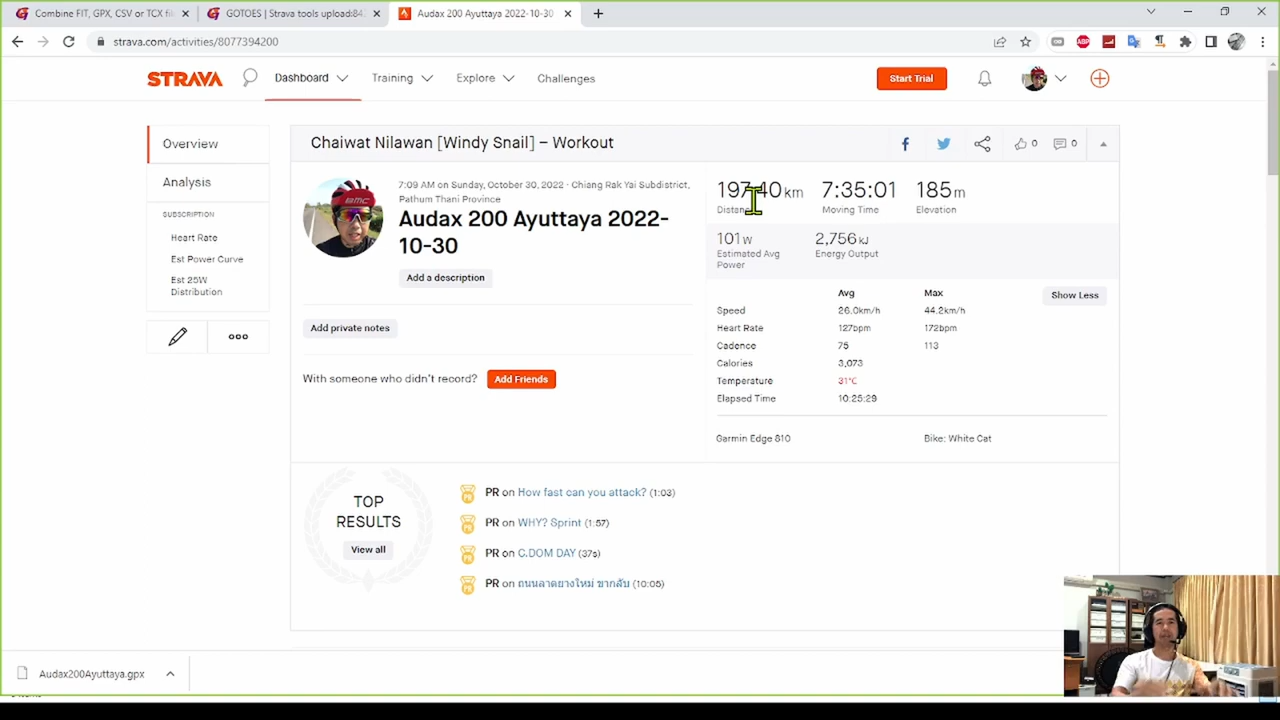 Combine FIT, GPX, CSV or TCX fil
GOTOES | Strava tools upload:84
Audax 200 Ayuttaya 2022-10-30
strava.com/activities/8077394200
STRAVA
Dashboard
Training
Explore
Challenges
Start Trial
Overview
Analysis
SUBSCRIPTION
Heart Rate
Est Power Curve
Est 25W
Distribution
Chaiwat Nilawan [Windy Snail] – Workout
0
0
7:09 AM on Sunday, October 30, 2022 · Chiang Rak Yai Subdistrict,
Pathum Thani Province
Audax 200 Ayuttaya 2022-
10-30
Add a description
Add private notes
With someone who didn't record? Add Friends
197.40 km 7:35:01 185 m
Distance Moving Time Elevation
101 W 2,756 kJ
Estimated Avg Energy Output
Power
Avg Max
Show Less
Speed 26.0km/h 44.2km/h
Heart Rate 127bpm 172bpm
Cadence 75 113
Calories 3,073
Temperature 31°C
Elapsed Time 10:25:29
Garmin Edge 810 Bike: White Cat
TOP
RESULTS
View all
PR on How fast can you attack? (1:03)
PR on WHY? Sprint (1:57)
PR on C.DOM DAY (37s)
PR on ถนนลาดยางใหม่ ขากลับ (10:05)
Audax200Ayuttaya.gpx